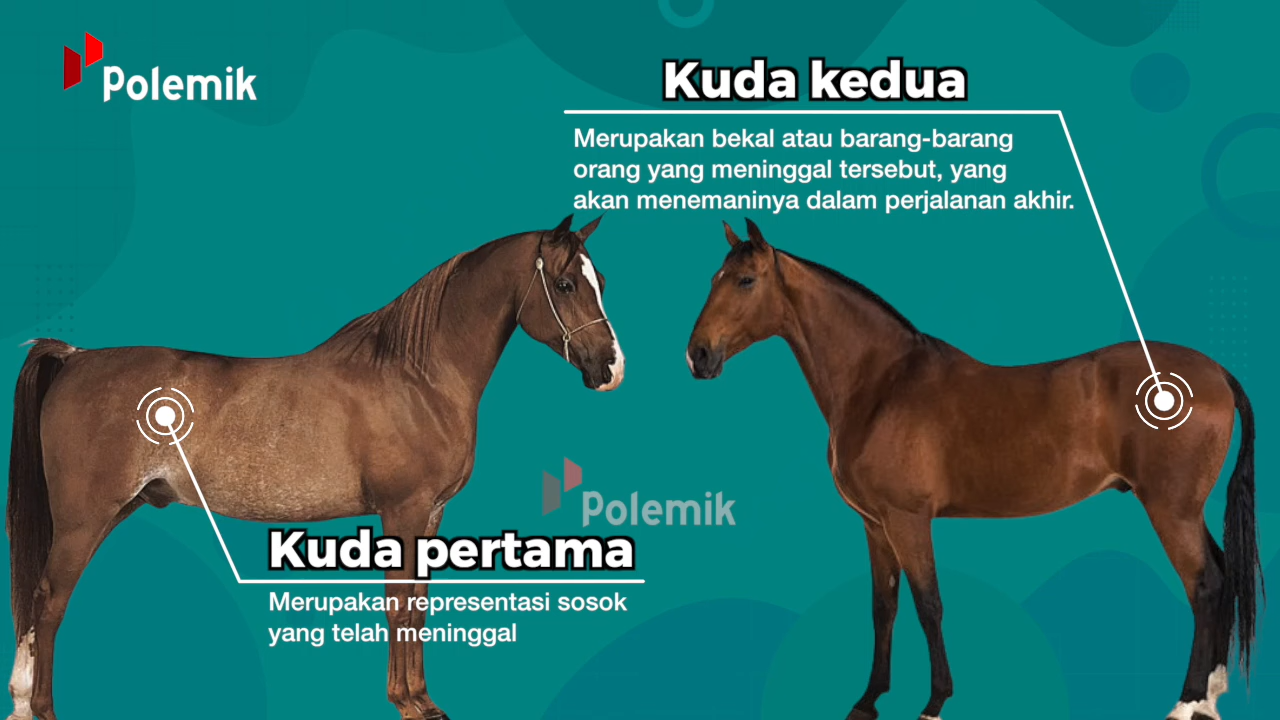 Polemik
Kuda kedua
Merupakan bekal atau barang-barang
orang yang meninggal tersebut, yang
akan menemaninya dalam perjalanan akhir.
Polemik
Kuda pertama
Merupakan representasi sosok
yang telah meninggal